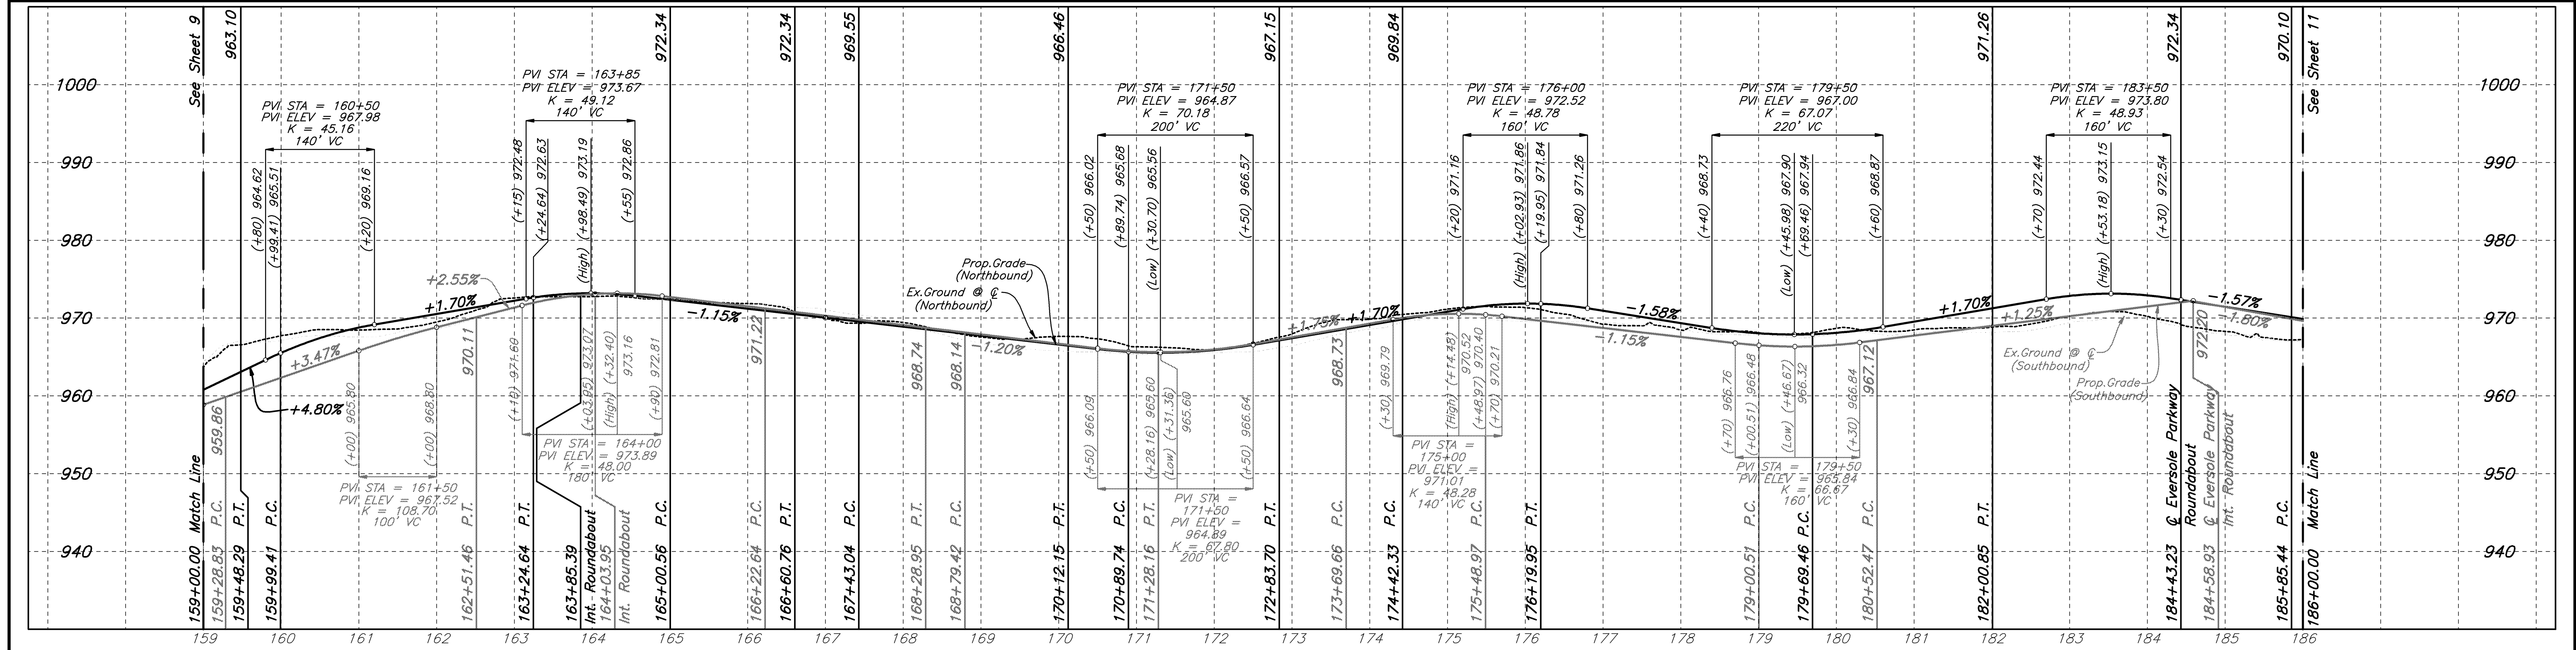 See Sheet 9
963.10
972.34
972.34
969.55
966.46
967.15
969.84
971.26
972.34
970.10
See Sheet 11
1000
1000
990
990
980
980
970
970
960
960
950
950
940
940
PVI STA = 160+50
PVI ELEV = 967.98
K = 45.16
140' VC
(+80) 964.62
(+99.41) 965.51
(+20) 969.16
PVI STA = 163+85
PVI ELEV = 973.67
K = 49.12
140' VC
(+15) 972.48
(+24.64) 972.63
(High) (+98.49) 973.19
(+55) 972.86
PVI STA = 171+50
PVI ELEV = 964.87
K = 70.18
200' VC
(+50) 966.02
(+89.74) 965.68
(Low) (+30.70) 965.56
(+50) 966.57
PVI STA = 176+00
PVI ELEV = 972.52
K = 48.78
160' VC
(+20) 971.16
(High) (+02.93) 971.86
(+19.95) 971.84
(+80) 971.26
PVI STA = 179+50
PVI ELEV = 967.00
K = 67.07
220' VC
(+40) 968.73
(Low) (+45.98) 967.90
(+69.46) 967.94
(+60) 968.87
PVI STA = 183+50
PVI ELEV = 973.80
K = 48.93
160' VC
(+70) 972.44
(High) (+53.18) 973.15
(+30) 972.54
Prop.Grade
(Northbound)
Ex.Ground @ ℄
(Northbound)
+2.55%
+1.70%
+3.47%
+4.80%
-1.15%
-1.20%
+1.75%
+1.70%
-1.58%
-1.15%
+1.70%
+1.25%
-1.57%
-1.80%
Ex.Ground @ ℄
(Southbound)
Prop.Grade
(Southbound)
959.86
970.11
971.22
968.74
968.14
968.73
967.12
972.20
(+00) 965.80
(+00) 968.80
PVI STA = 161+50
PVI ELEV = 967.52
K = 108.70
100' VC
(+10) 971.60
(+03.95) 973.07
(High) (+32.40)
973.16
(+90) 972.81
PVI STA = 164+00
PVI ELEV = 973.89
K = 48.00
180' VC
(+50) 966.09
(+28.16) 965.60
(Low) (+31.36)
965.60
(+50) 966.64
PVI STA =
171+50
PVI ELEV =
964.89
K = 67.80
200' VC
(+30) 969.79
(High) (+14.48)
970.52
(+48.97) 970.40
(+70) 970.21
PVI STA =
175+00
PVI ELEV =
971.01
K = 48.28
140' VC
(+70) 966.76
(+00.51) 966.48
(Low) (+46.67)
966.32
(+30) 966.84
PVI STA = 179+50
PVI ELEV = 965.84
K = 66.67
160' VC
159+00.00 Match Line
159+28.83 P.C.
159+48.29 P.T.
159+99.41 P.C.
162+51.46 P.T.
163+24.64 P.T.
163+85.39
Int. Roundabout
164+03.95
Int. Roundabout
165+00.56 P.C.
166+22.64 P.C.
166+60.76 P.T.
167+43.04 P.C.
168+28.95 P.T.
168+79.42 P.C.
170+12.15 P.T.
170+89.74 P.C.
171+28.16 P.T.
172+83.70 P.T.
173+69.66 P.C.
174+42.33 P.C.
175+48.97 P.C.
176+19.95 P.T.
179+00.51 P.C.
179+69.46 P.C.
180+52.47 P.C.
182+00.85 P.T.
184+43.23 ℄ Eversole Parkway
Roundabout
184+58.93 ℄ Eversole Parkway
Int. Roundabout
185+85.44 P.C.
186+00.00 Match Line
159 160 161 162 163 164 165 166 167 168 169 170 171 172 173 174 175 176 177 178 179 180 181 182 183 184 185 186